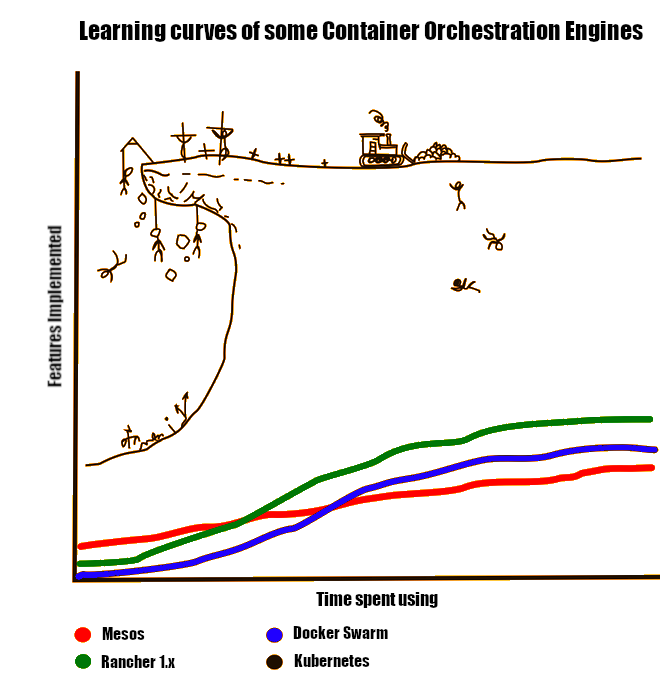 Learning curves of some Container Orchestration Engines
Features Implemented
Time spent using
Mesos
Docker Swarm
Rancher 1.x
Kubernetes